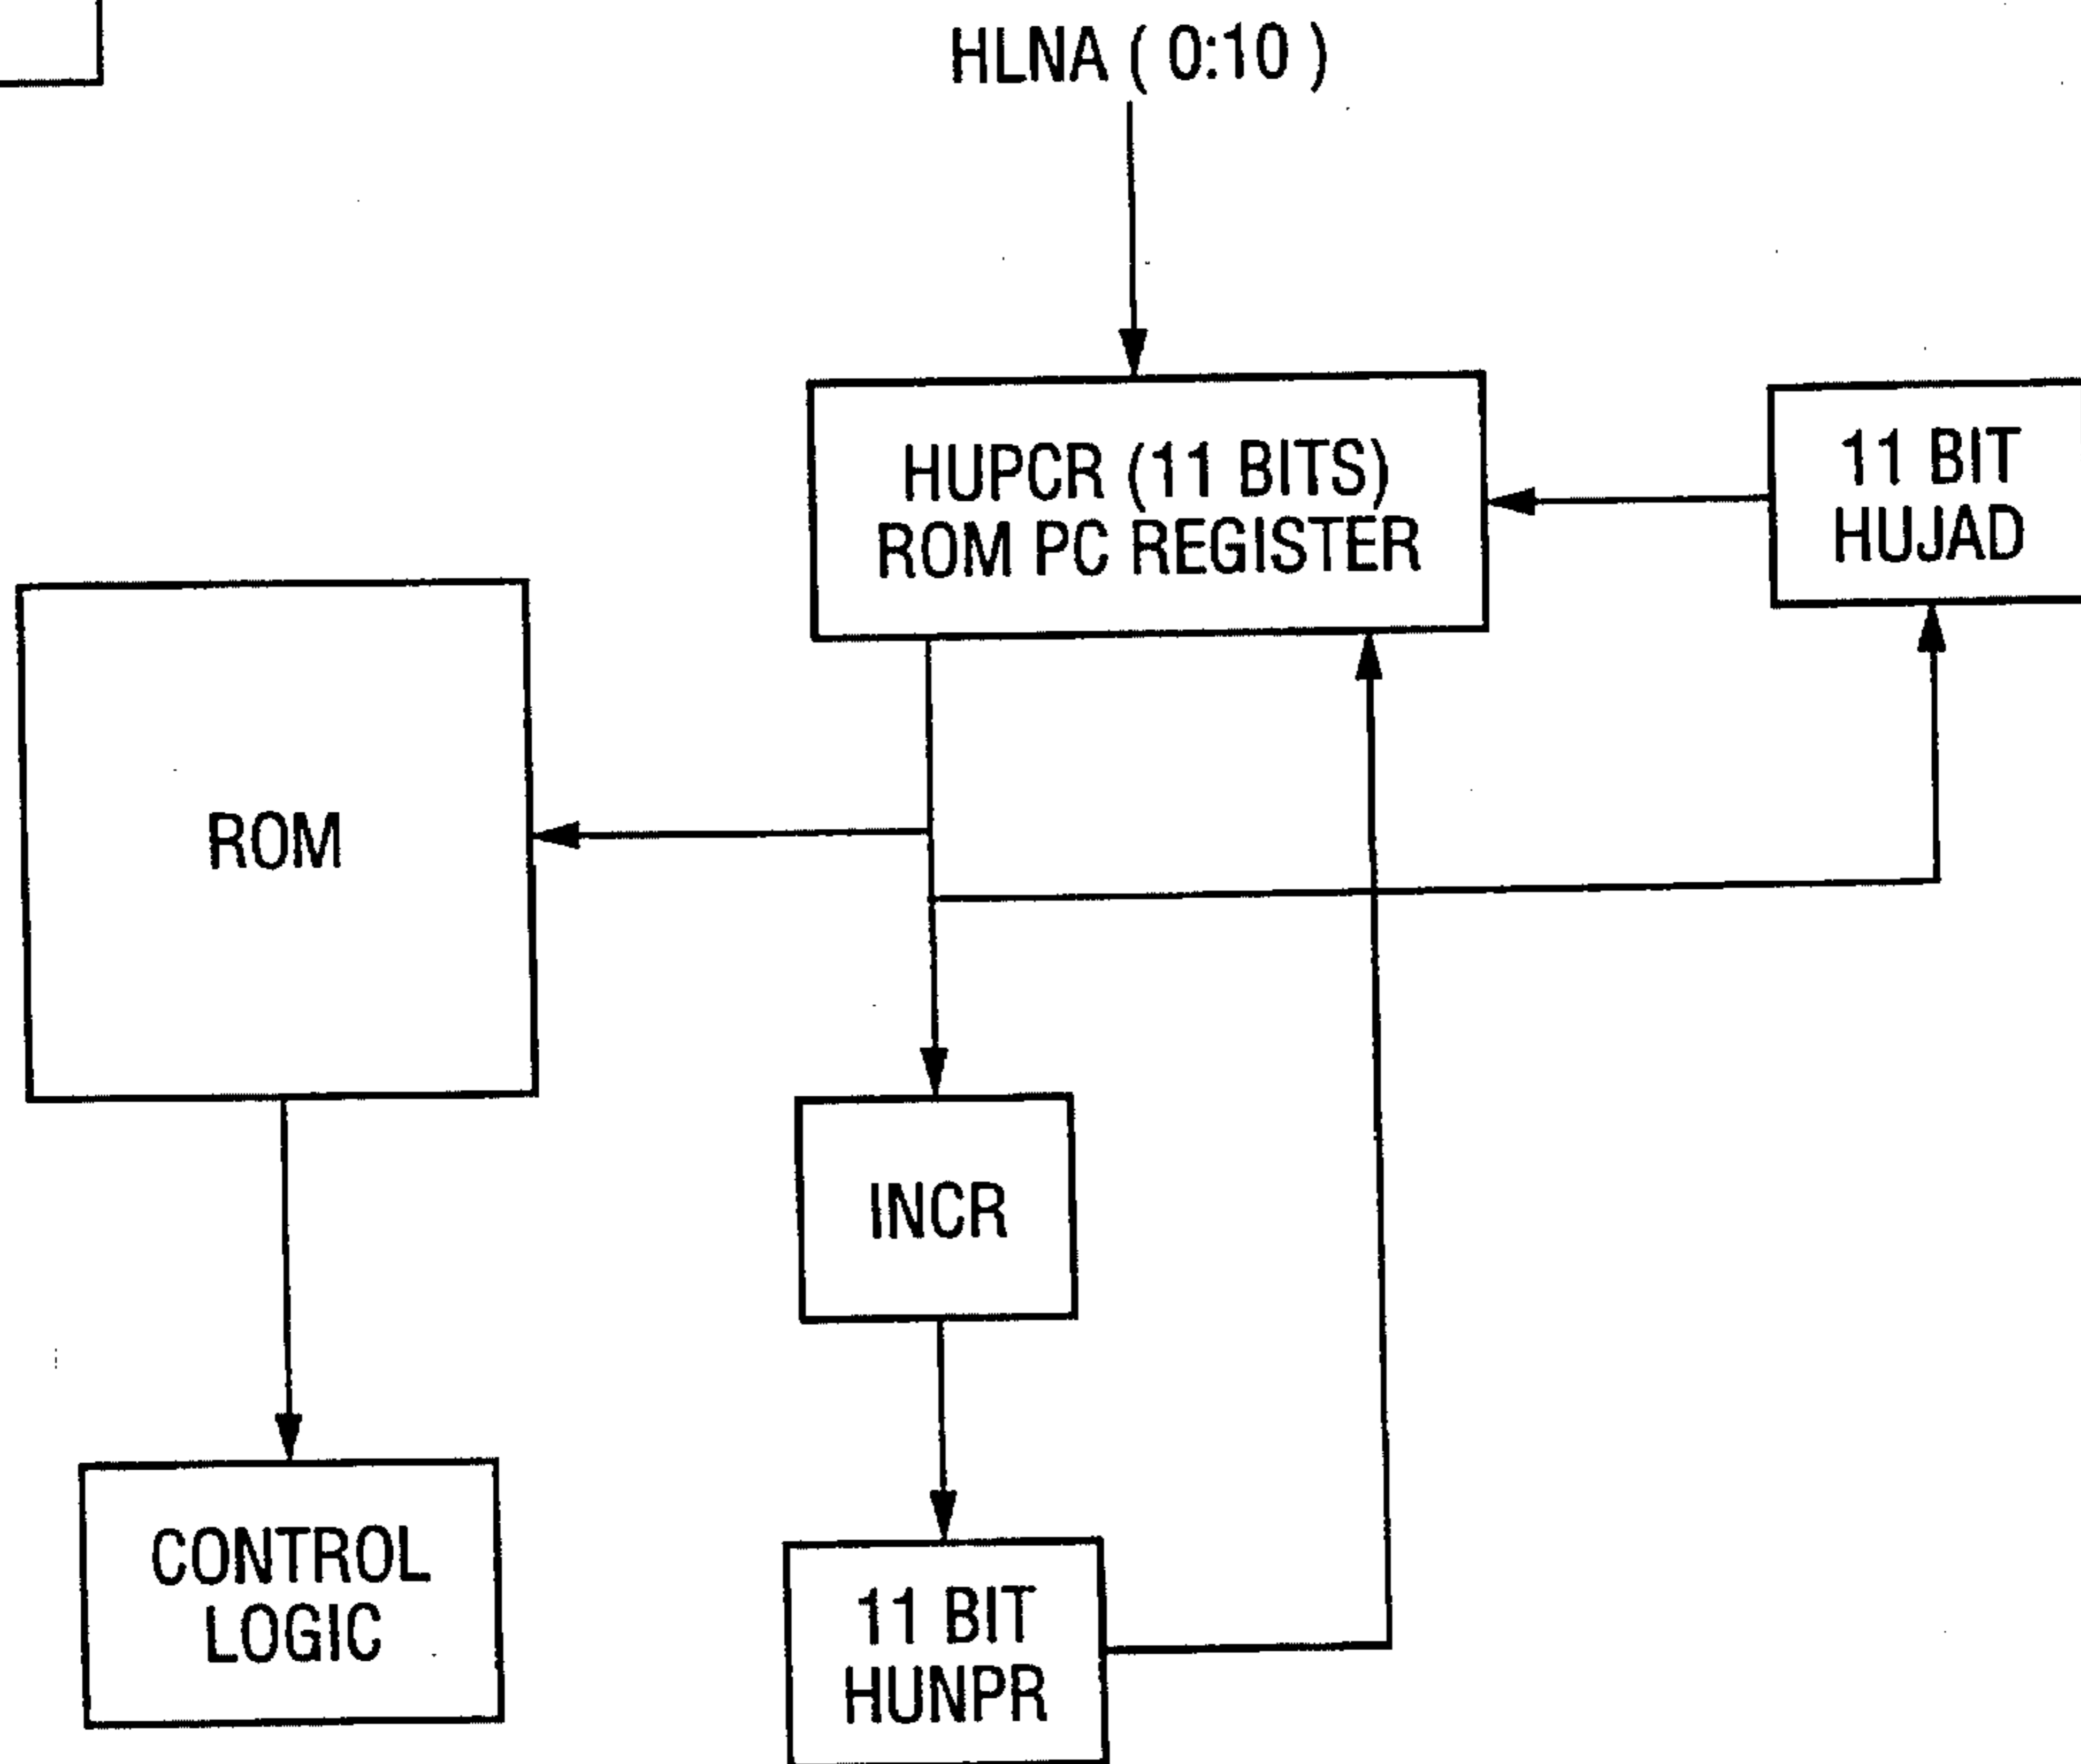 HLNA ( 0:10 )
HUPCR (11 BITS)
ROM PC REGISTER
11 BIT
HUJAD
ROM
INCR
CONTROL
LOGIC
11 BIT
HUNPR